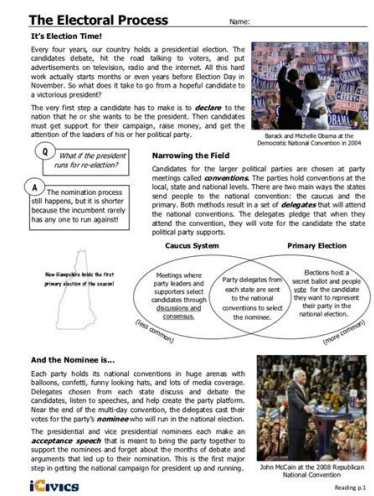 The Electoral Process
Name:
It's Election Time!
Every four years, our country holds a presidential election. The
candidates debate, hit the road talking to voters, and put
advertisements on television, radio and the internet. All this hard
work actually starts months or even years before Election Day in
November. So what does it take to go from a hopeful candidate to
a victorious president?
The very first step a candidate has to make is to declare to the
nation that he or she wants to be the president. Then candidates
must get support for their campaign, raise money, and get the
attention of the leaders of his or her political party.
Barack and Michelle Obama at the
Democratic National Convention in 2004
Q
What if the president
runs for re-election?
A
The nomination process
still happens, but it is shorter
because the incumbent rarely
has any one to run against!
Narrowing the Field
Candidates for the larger political parties are chosen at party
meetings called conventions. The parties hold conventions at the
local, state and national levels. There are two main ways the states
send people to the national convention: the caucus and the
primary. Both methods result in a set of delegates that will attend
the national conventions. The delegates pledge that when they
attend the convention, they will vote for the candidate the state
political party supports.
New Hampshire holds the first
primary election of the season!
Caucus System
Primary Election
Meetings where
party leaders and
supporters select
candidates through
discussions and
consensus.
(less common)
Party delegates from
each state are sent
to the national
conventions to select
the nominee.
Elections host a
secret ballot and people
vote for the candidate
they want to represent
their party in the
national election.
(more common)
And the Nominee is...
Each party holds its national conventions in huge arenas with
balloons, confetti, funny looking hats, and lots of media coverage.
Delegates chosen from each state discuss and debate the
candidates, listen to speeches, and help create the party platform.
Near the end of the multi-day convention, the delegates cast their
votes for the party's nominee who will run in the national election.
The presidential and vice presidential nominees each make an
acceptance speech that is meant to bring the party together to
support the nominees and forget about the months of debate and
arguments that led up to their nomination. This is the first major
step in getting the national campaign for president up and running.
John McCain at the 2008 Republican
National Convention
iCivics
Reading p.1